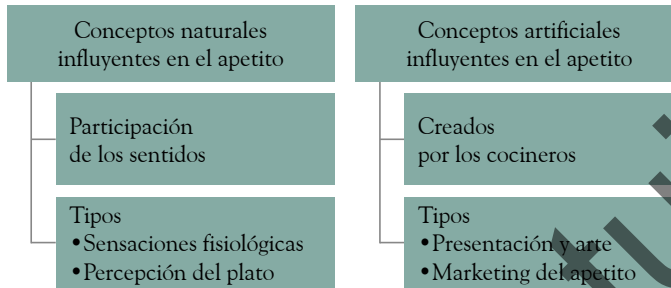 Conceptos naturales
influyentes en el apetito
Participación
de los sentidos
Tipos
•Sensaciones fisiológicas
•Percepción del plato
Conceptos artificiales
influyentes en el apetito
Creados
por los cocineros
Tipos
•Presentación y arte
•Marketing del apetito